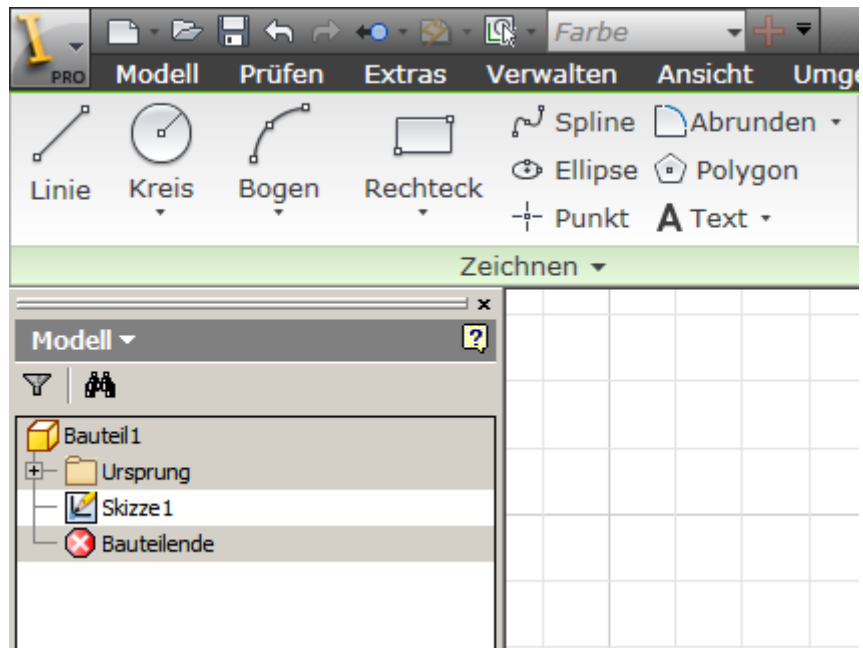 Farbe
PRO Modell Prüfen Extras Verwalten Ansicht Umge
Spline Abrunden
Linie Kreis Bogen Rechteck Ellipse Polygon
Punkt A Text
Zeichnen
Modell
Bauteil1
Ursprung
Skizze1
Bauteilende